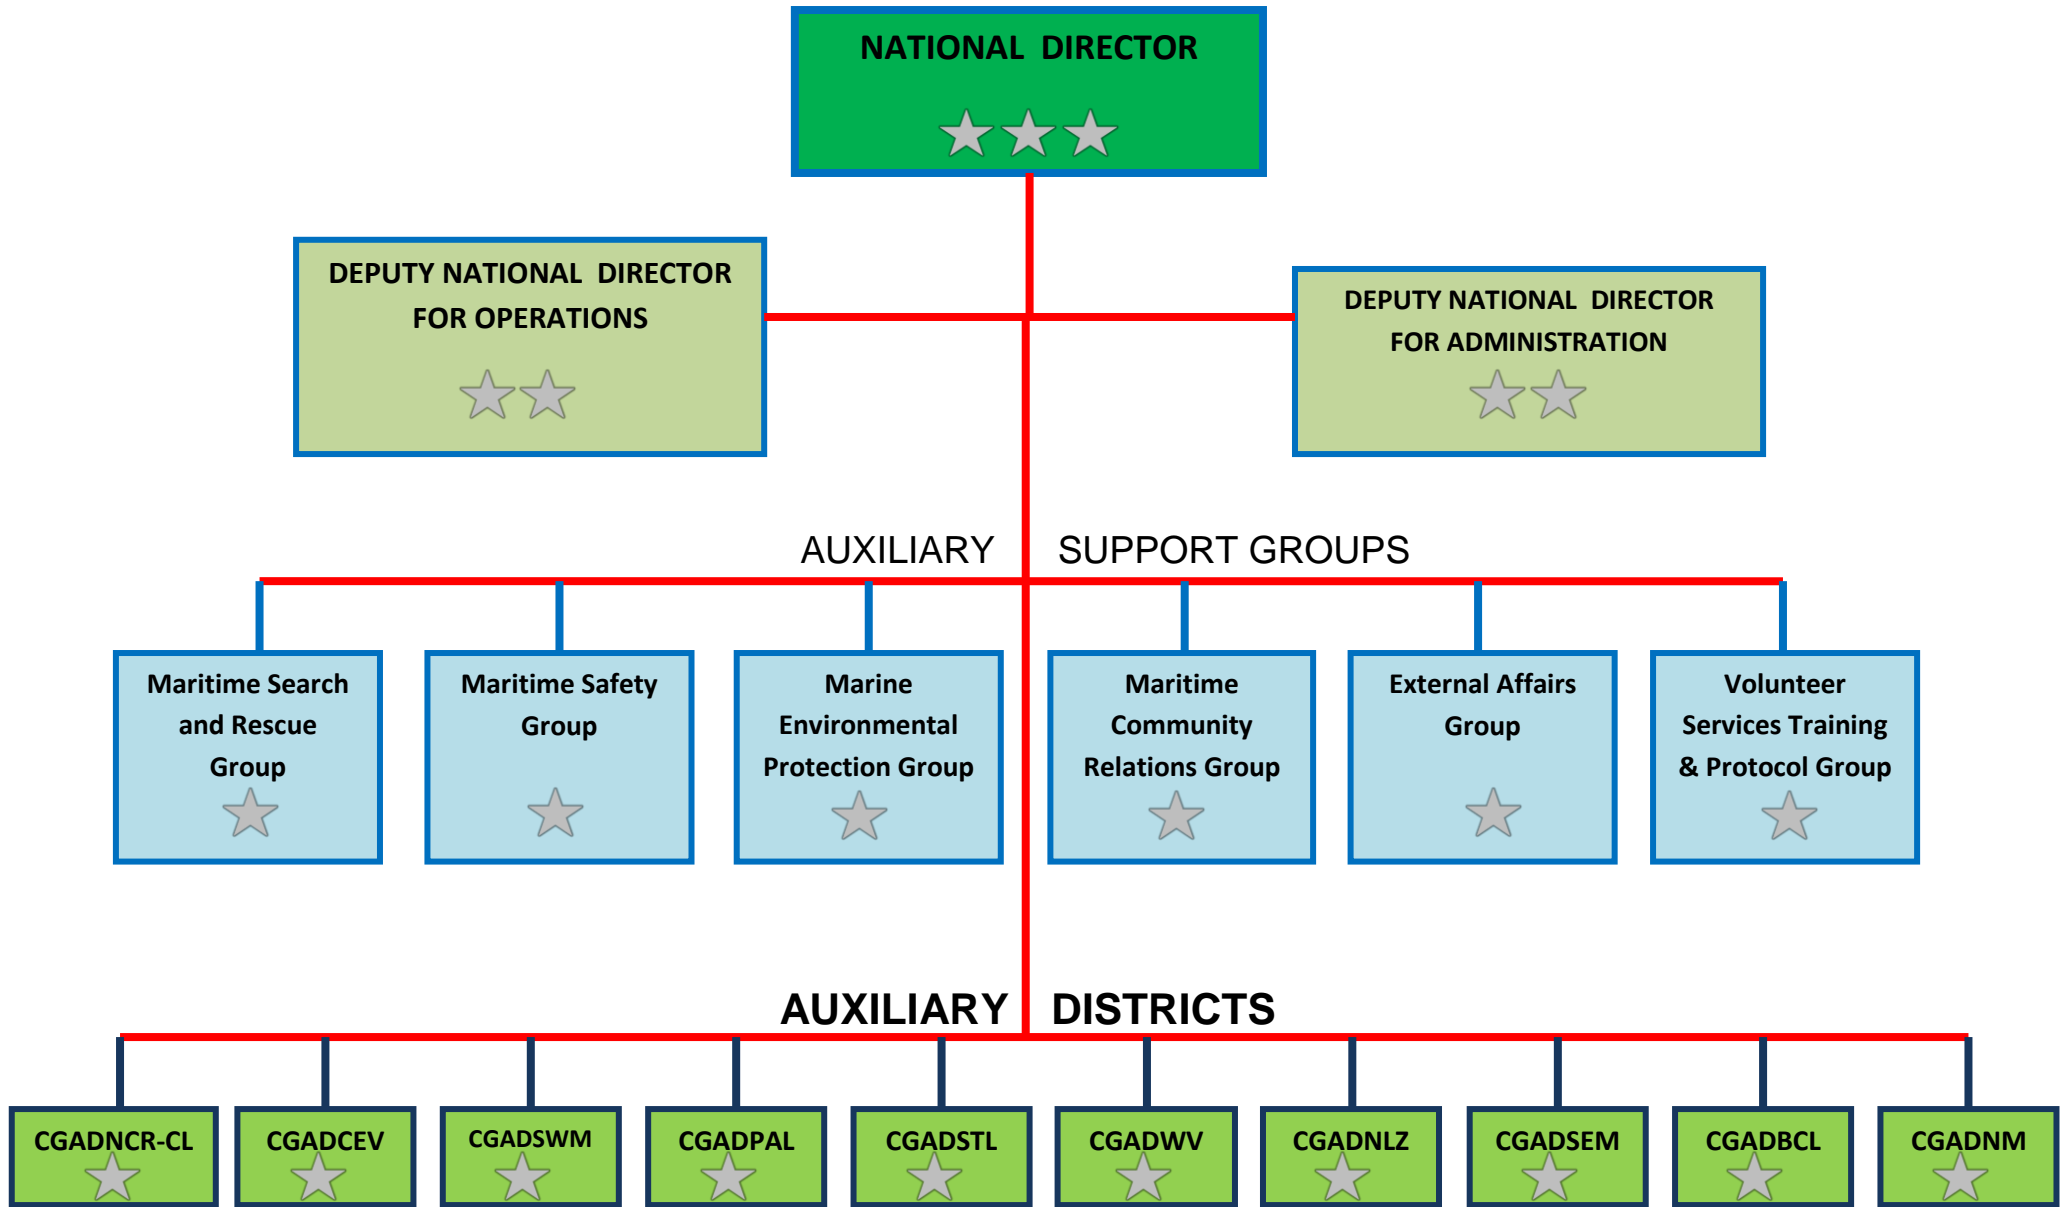 NATIONAL DIRECTOR
DEPUTY NATIONAL DIRECTOR
FOR OPERATIONS
DEPUTY NATIONAL DIRECTOR
FOR ADMINISTRATION
AUXILIARY SUPPORT GROUPS
Maritime Search
and Rescue
Group
Maritime Safety
Group
Marine
Environmental
Protection Group
Maritime
Community
Relations Group
External Affairs
Group
Volunteer
Services Training
& Protocol Group
AUXILIARY DISTRICTS
CGADNCR-CL
CGADCEV
CGADSWM
CGADPAL
CGADSTL
CGADWV
CGADNLZ
CGADSEM
CGADBCL
CGADNM